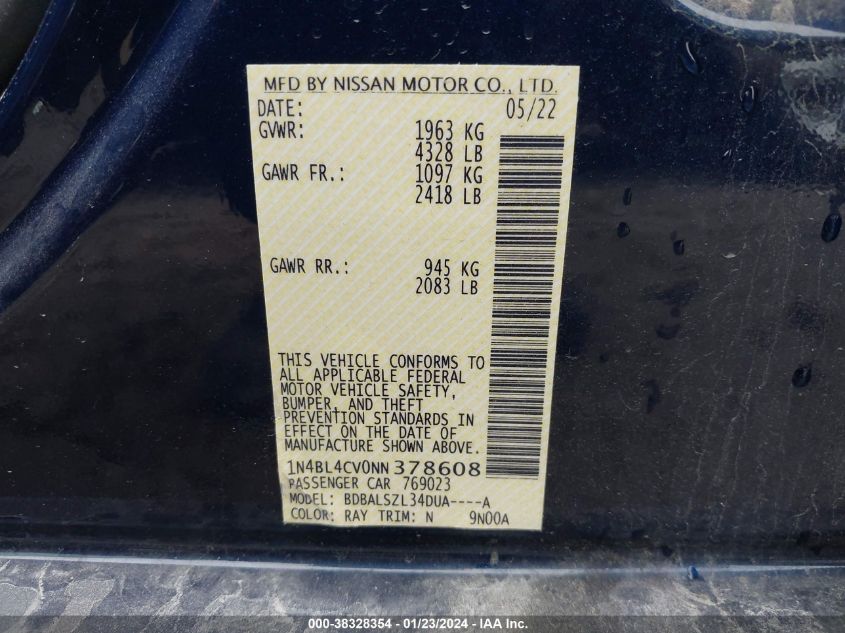 MFD BY NISSAN MOTOR CO., LTD.
DATE: 05/22
GVWR: 1963 KG
4328 LB
GAWR FR.: 1097 KG
2418 LB
GAWR RR.: 945 KG
2083 LB
THIS VEHICLE CONFORMS TO
ALL APPLICABLE FEDERAL
MOTOR VEHICLE SAFETY,
BUMPER, AND THEFT
PREVENTION STANDARDS IN
EFFECT ON THE DATE OF
MANUFACTURE SHOWN ABOVE.
1N4BL4CV0NN378608
PASSENGER CAR 769023
MODEL: BDBALSZL34DUA----A
COLOR: RAY TRIM: N 9N00A
000-38328354 - 01/23/2024 - IAA Inc.